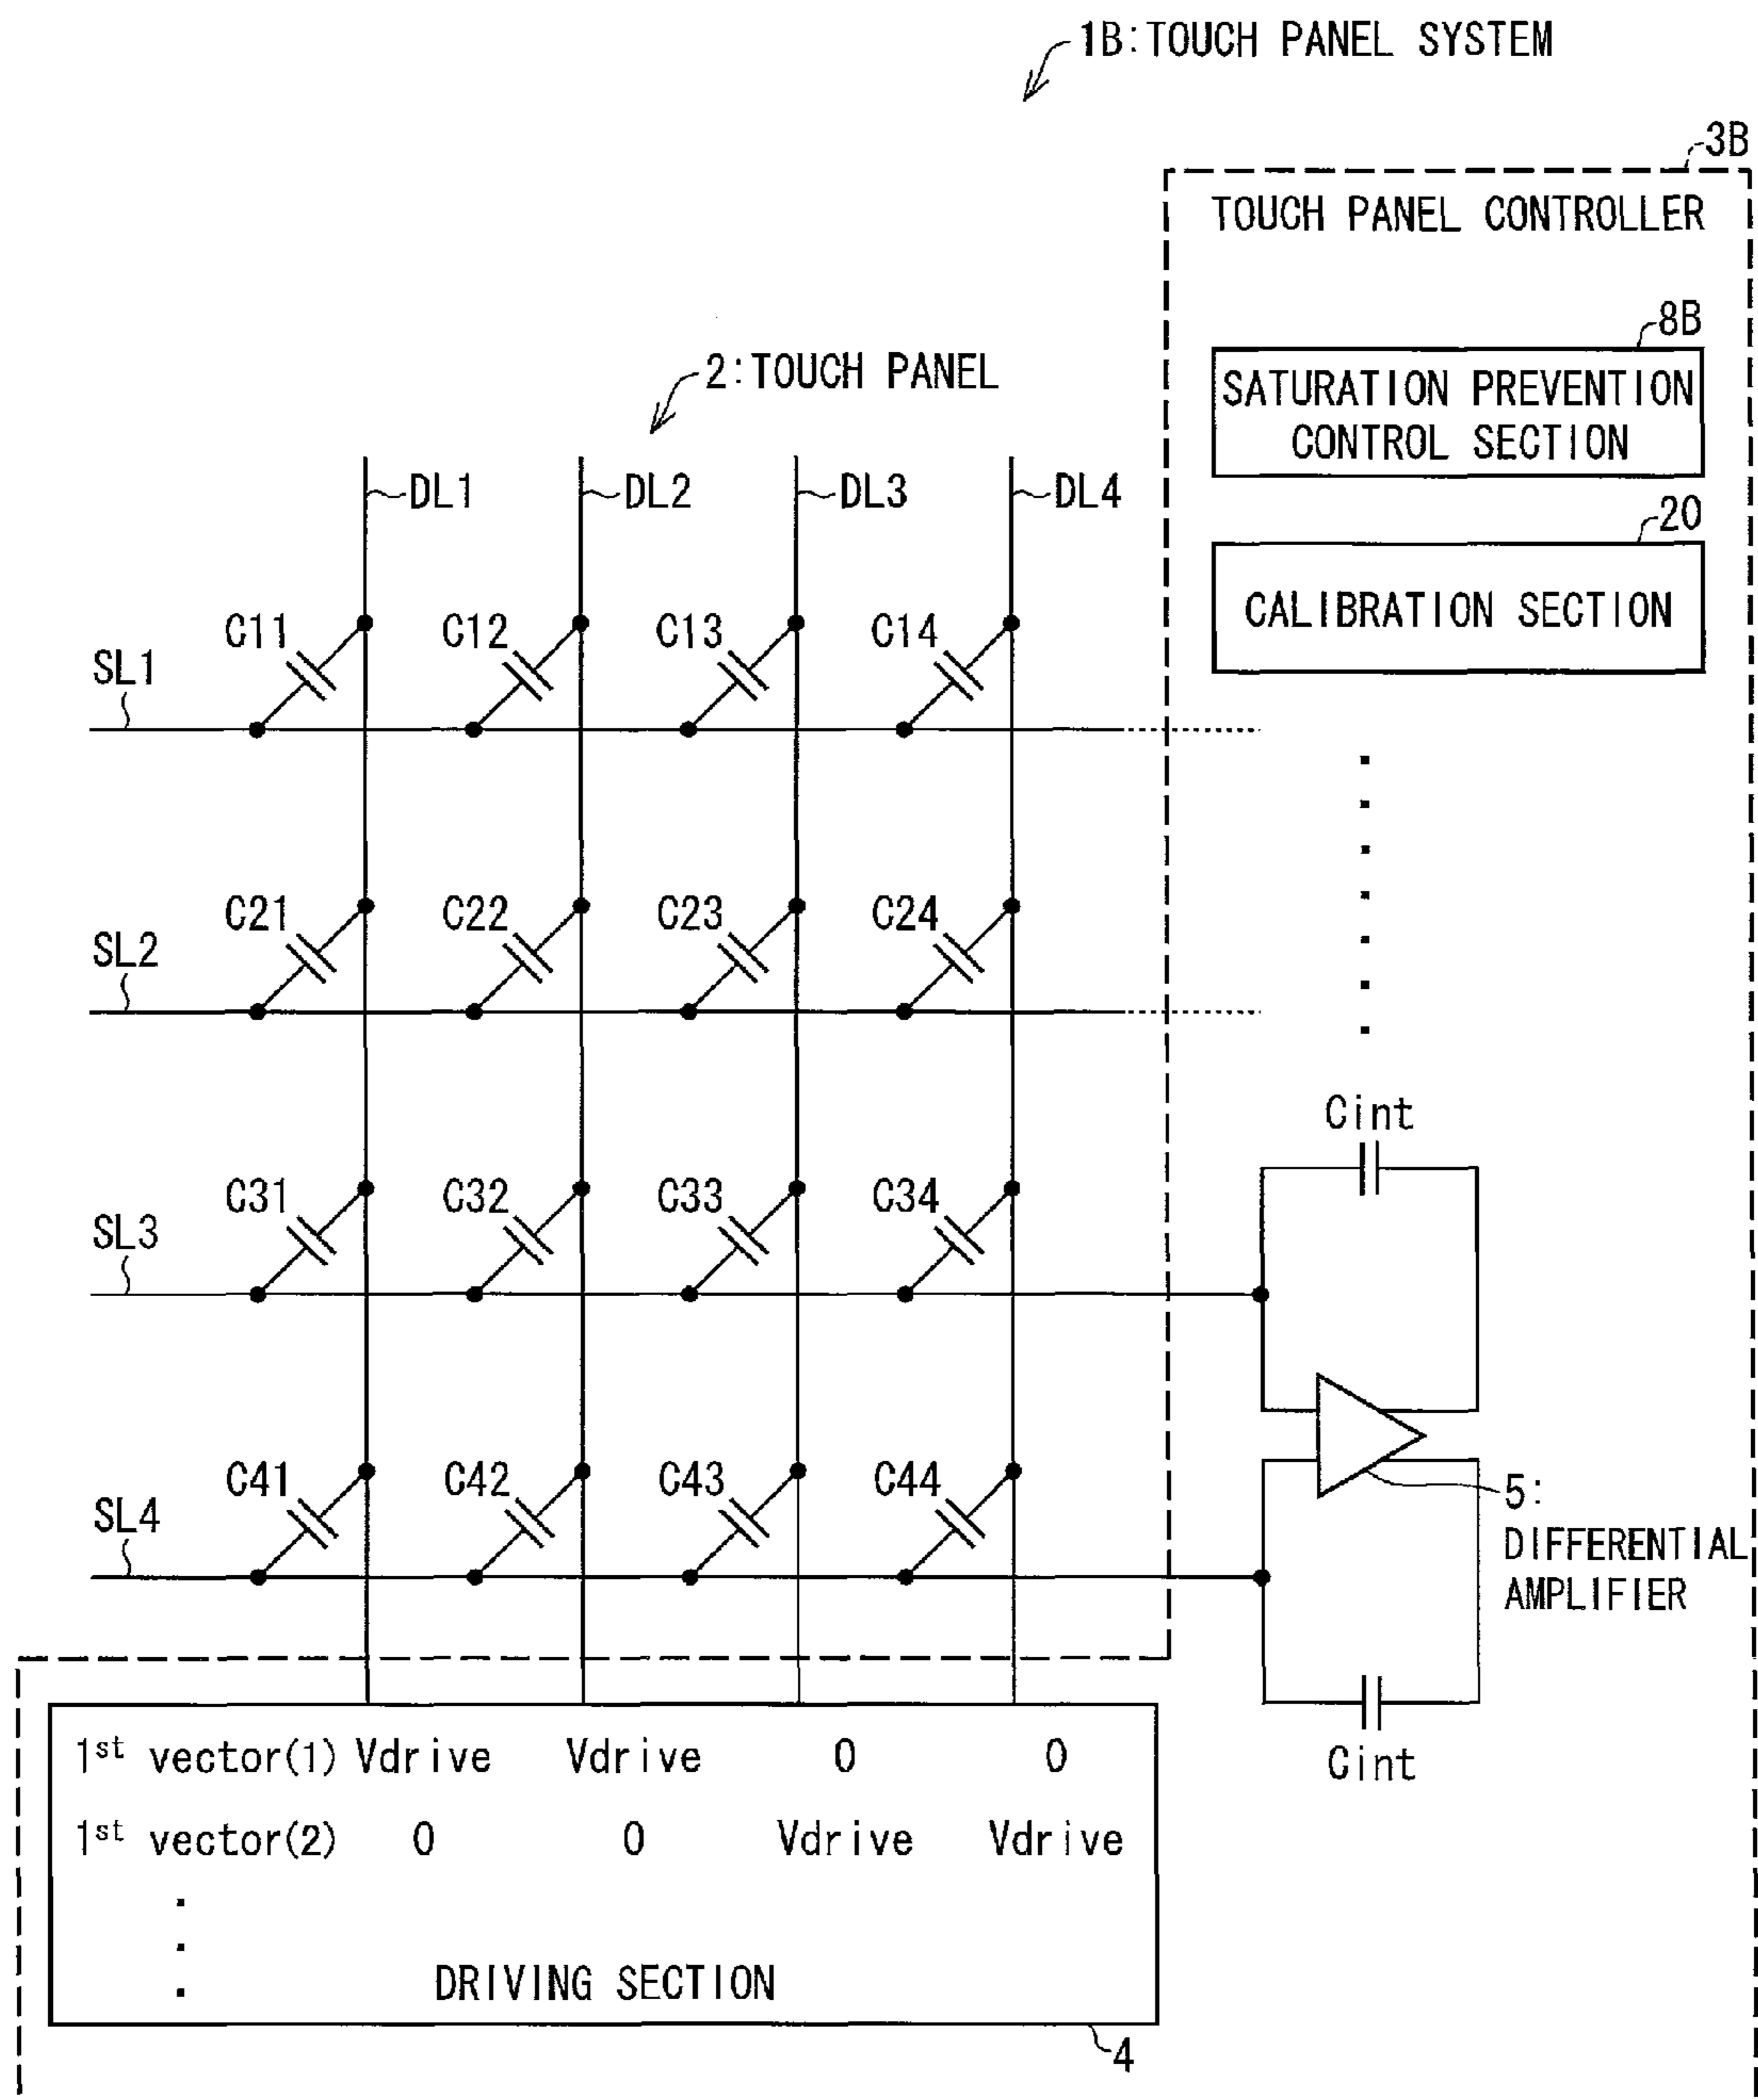 1B:TOUCH PANEL SYSTEM
3B
TOUCH PANEL CONTROLLER
8B
SATURATION PREVENTION
CONTROL SECTION
2:TOUCH PANEL
20
CALIBRATION SECTION
DL1 DL2 DL3 DL4
C11 C12 C13 C14
SL1
C21 C22 C23 C24
SL2
Cint
C31 C32 C33 C34
SL3
C41 C42 C43 C44
SL4
5:
DIFFERENTIAL
AMPLIFIER
Cint
1st vector(1) Vdrive Vdrive 0 0
1st vector(2) 0 0 Vdrive Vdrive
DRIVING SECTION
4